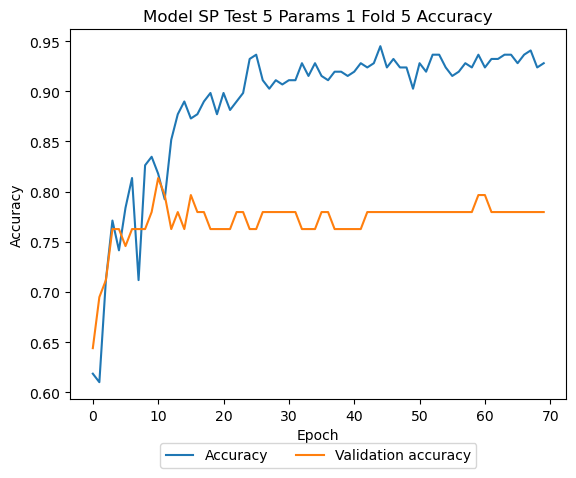 Model SP Test 5 Params 1 Fold 5 Accuracy
0.95
0.90
0.85
0.80
0.75
0.70
0.65
0.60
Accuracy
0 10 20 30 40 50 60 70
Epoch
Accuracy Validation accuracy